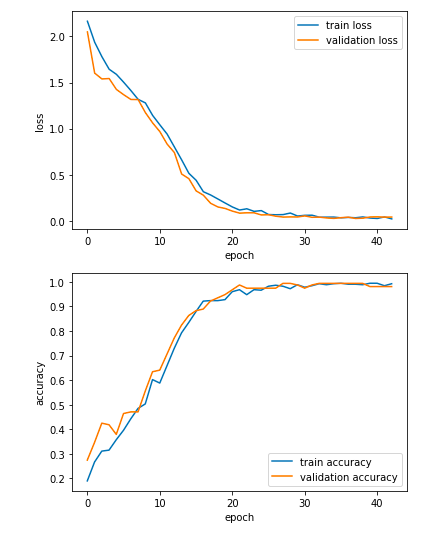 2.0
1.5
1.0
0.5
0.0
loss
train loss
validation loss
0 10 20 30 40
epoch
1.0
0.9
0.8
0.7
0.6
0.5
0.4
0.3
0.2
accuracy
train accuracy
validation accuracy
0 10 20 30 40
epoch